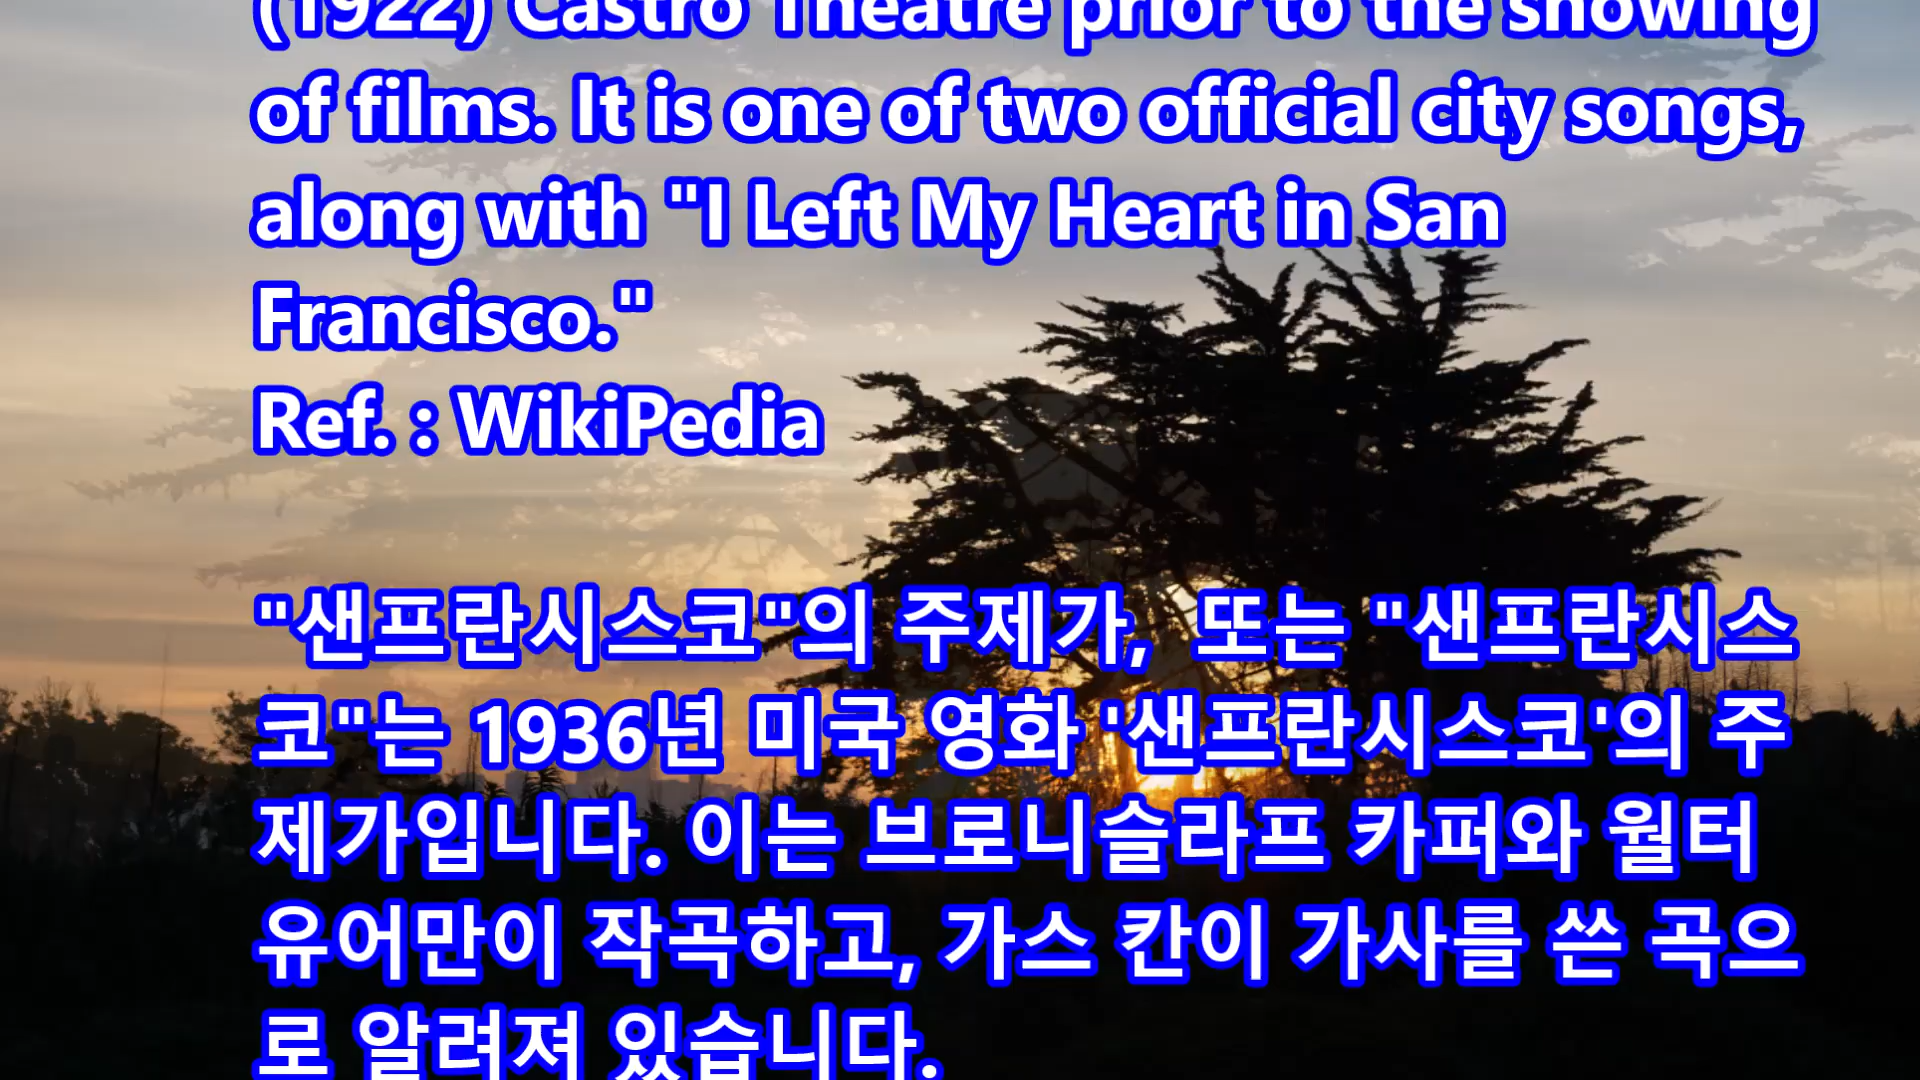 (1922) Castro Theatre prior to the showing
of films. It is one of two official city songs,
along with "I Left My Heart in San
Francisco."
Ref. : WikiPedia
"샌프란시스코"의 주제가, 또는 "샌프란시스
코"는 1936년 미국 영화 '샌프란시스코'의 주
제가입니다. 이는 브로니슬라프 카퍼와 월터
유어만이 작곡하고, 가스 칸이 가사를 쓴 곡으
로 알려져 있습니다.